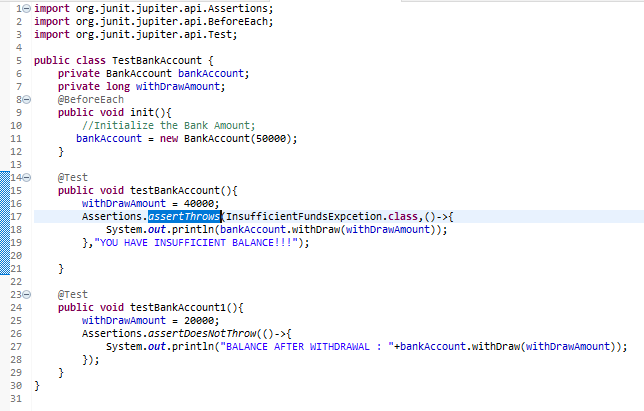 1 import org.junit.jupiter.api.Assertions;
2 import org.junit.jupiter.api.BeforeEach;
3 import org.junit.jupiter.api.Test;
4
5 public class TestBankAccount {
6     private BankAccount bankAccount;
7     private long withDrawAmount;
8     @BeforeEach
9     public void init(){
10         //Initialize the Bank Amount;
11        bankAccount = new BankAccount(50000);
12     }
13
14     @Test
15     public void testBankAccount(){
16         withDrawAmount = 40000;
17         Assertions.assertThrows(InsufficientFundsExpcetion.class,()->{
18             System.out.println(bankAccount.withDraw(withDrawAmount));
19         },"YOU HAVE INSUFFICIENT BALANCE!!!");
20
21     }
22
23     @Test
24     public void testBankAccount1(){
25         withDrawAmount = 20000;
26         Assertions.assertDoesNotThrow(()->{
27             System.out.println("BALANCE AFTER WITHDRAWAL : "+bankAccount.withDraw(withDrawAmount));
28         });
29     }
30 }
31